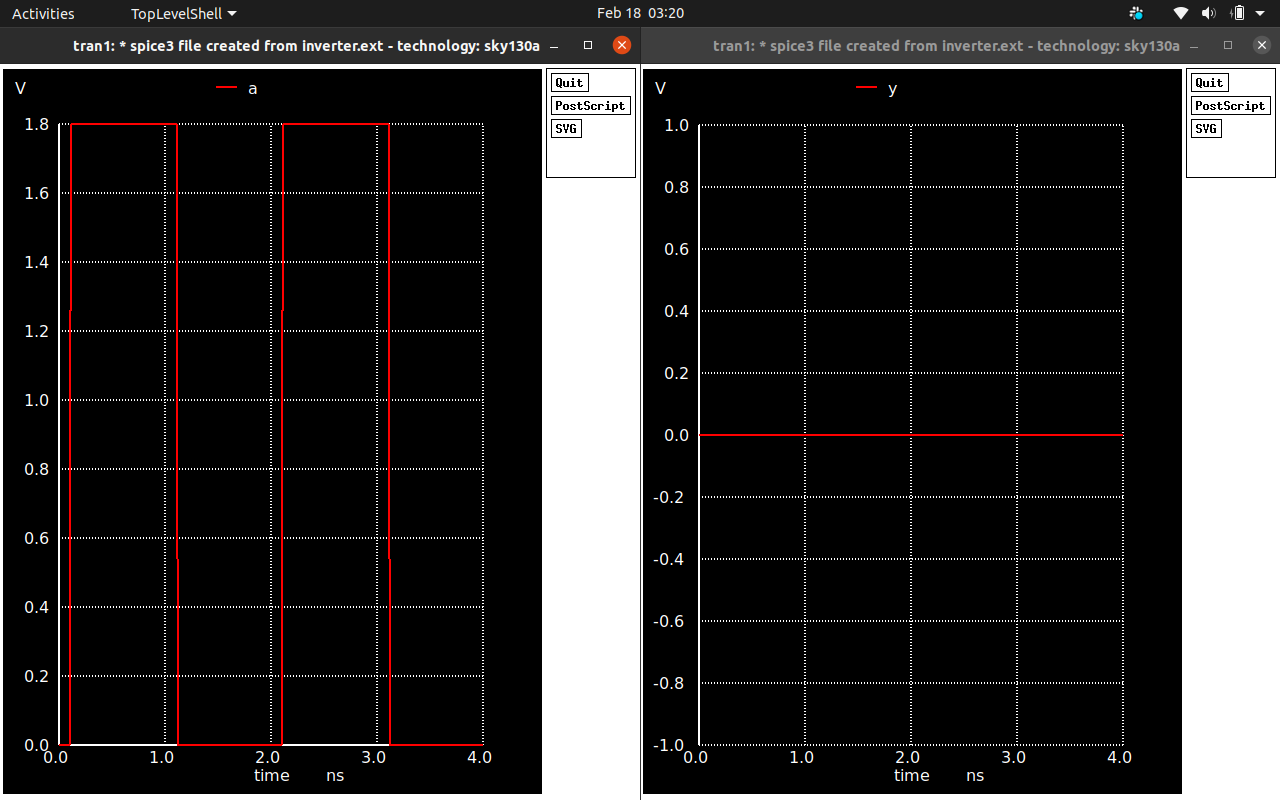 Activities TopLevelShell Feb 18 03:20
tran1: * spice3 file created from inverter.ext - technology: sky130a
V a
1.8
1.6
1.4
1.2
1.0
0.8
0.6
0.4
0.2
0.0
0.0 1.0 2.0 3.0 4.0
time ns
Quit
PostScript
SVG
tran1: * spice3 file created from inverter.ext - technology: sky130a
V y
1.0
0.8
0.6
0.4
0.2
0.0
-0.2
-0.4
-0.6
-0.8
-1.0
0.0 1.0 2.0 3.0 4.0
time ns
Quit
PostScript
SVG